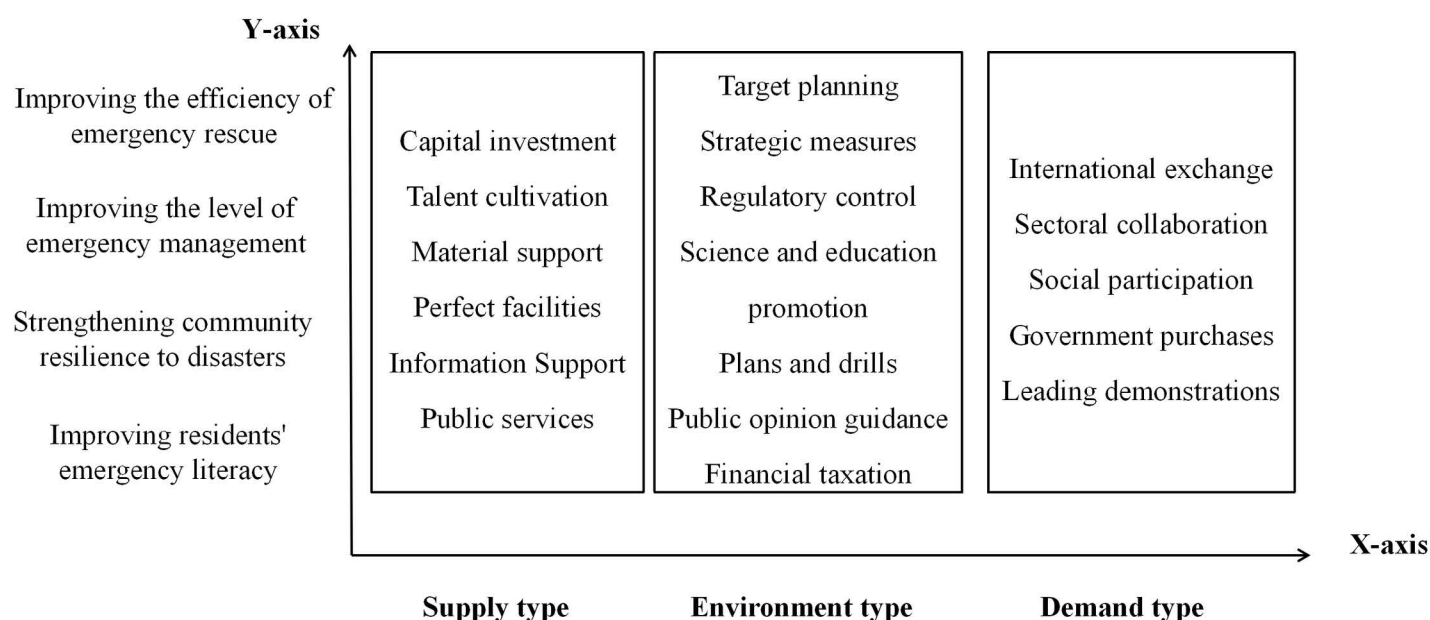 Y-axis
Improving the efficiency of
emergency rescue
Improving the level of
emergency management
Strengthening community
resilience to disasters
Improving residents'
emergency literacy
Capital investment
Talent cultivation
Material support
Perfect facilities
Information Support
Public services
Target planning
Strategic measures
Regulatory control
Science and education
promotion
Plans and drills
Public opinion guidance
Financial taxation
International exchange
Sectoral collaboration
Social participation
Government purchases
Leading demonstrations
X-axis
Supply type
Environment type
Demand type